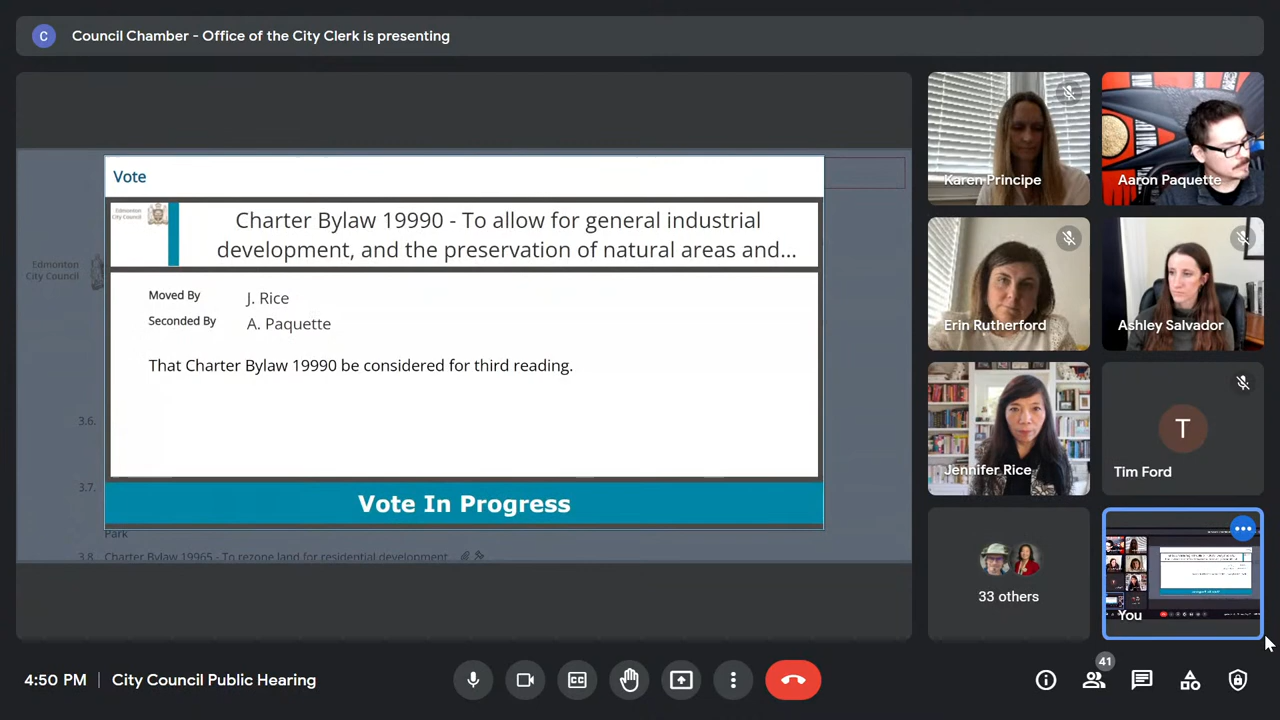 C
Council Chamber - Office of the City Clerk is presenting
Vote
Edmonton
City Council
Charter Bylaw 19990 - To allow for general industrial
development, and the preservation of natural areas and...
Edmonton
City Council
Moved By J. Rice
Seconded By A. Paquette
That Charter Bylaw 19990 be considered for third reading.
3.6.
3.7.
Vote In Progress
Park
3.8. Charter Bylaw 19965 - To rezone land for residential development
Karen Principe
Aaron Paquette
Erin Rutherford
Ashley Salvador
Jennifer Rice
T
Tim Ford
33 others
You
4:50 PM | City Council Public Hearing
41